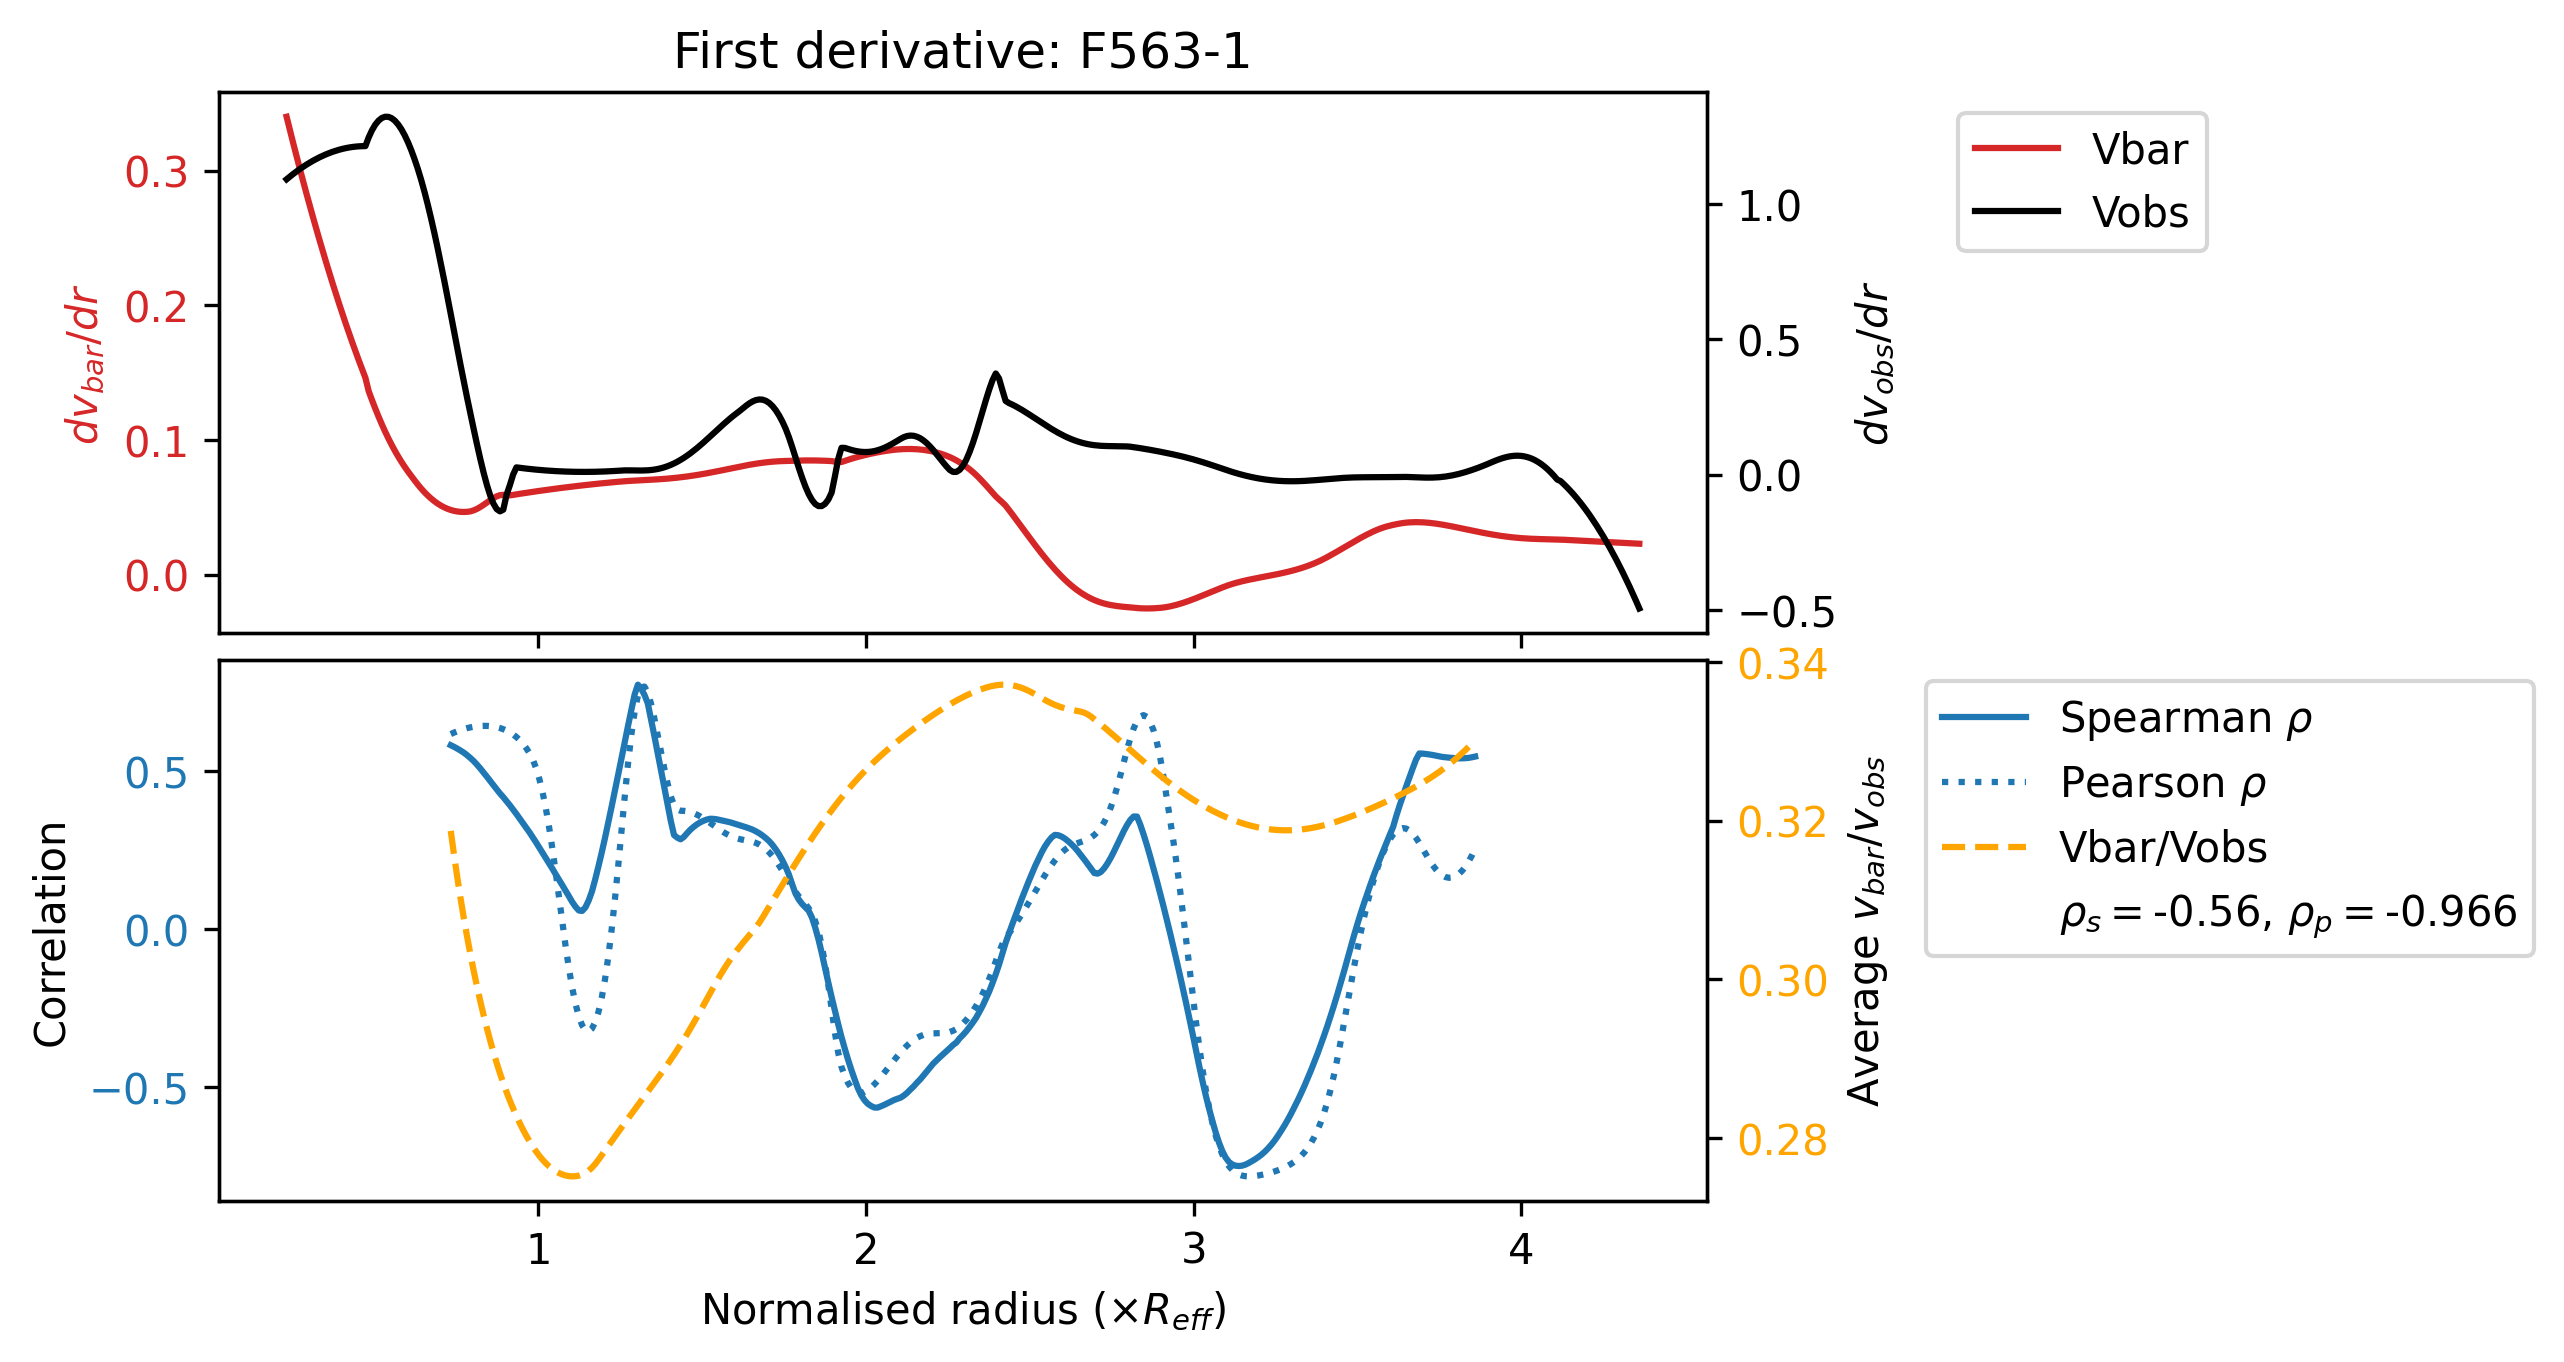 First derivative: F563-1
dv_bar/dr
0.3
0.2
0.1
0.0
1.0
0.5
0.0
−0.5
dv_obs/dr
Vbar
Vobs
Correlation
0.5
0.0
−0.5
0.34
0.32
0.30
0.28
Average v_bar/v_obs
Spearman ρ
Pearson ρ
Vbar/Vobs
ρ_s = -0.56, ρ_p = -0.966
1 2 3 4
Normalised radius (×R_eff)